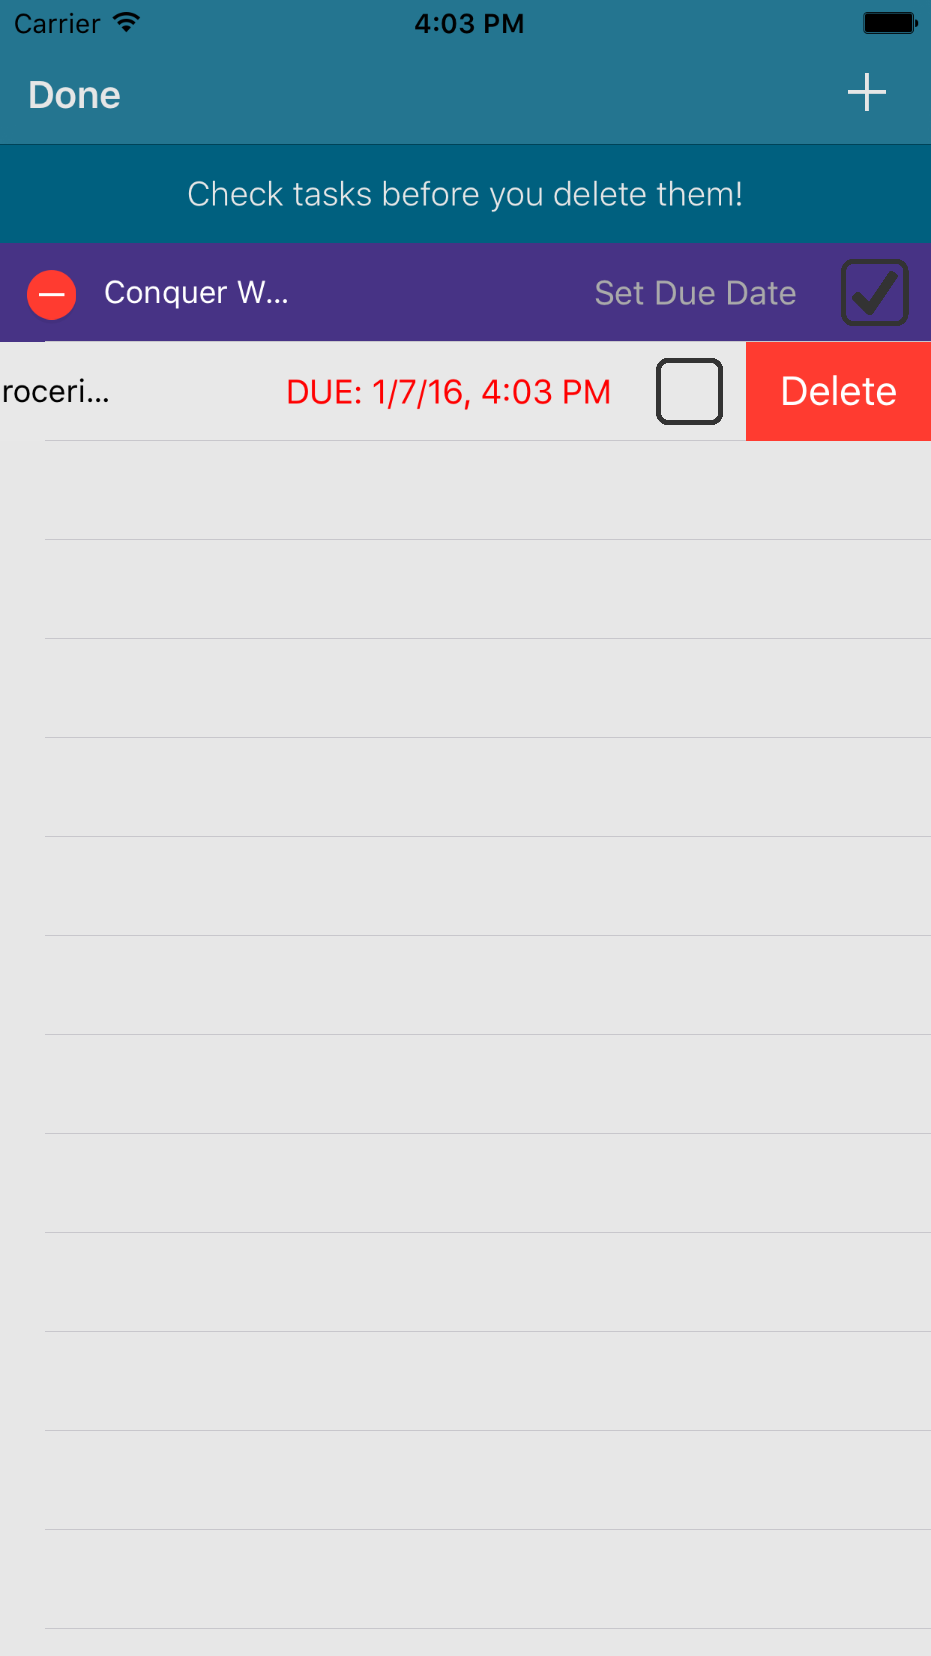 Carrier 4:03 PM
Done +
Check tasks before you delete them!
Conquer W... Set Due Date
roceri... DUE: 1/7/16, 4:03 PM Delete